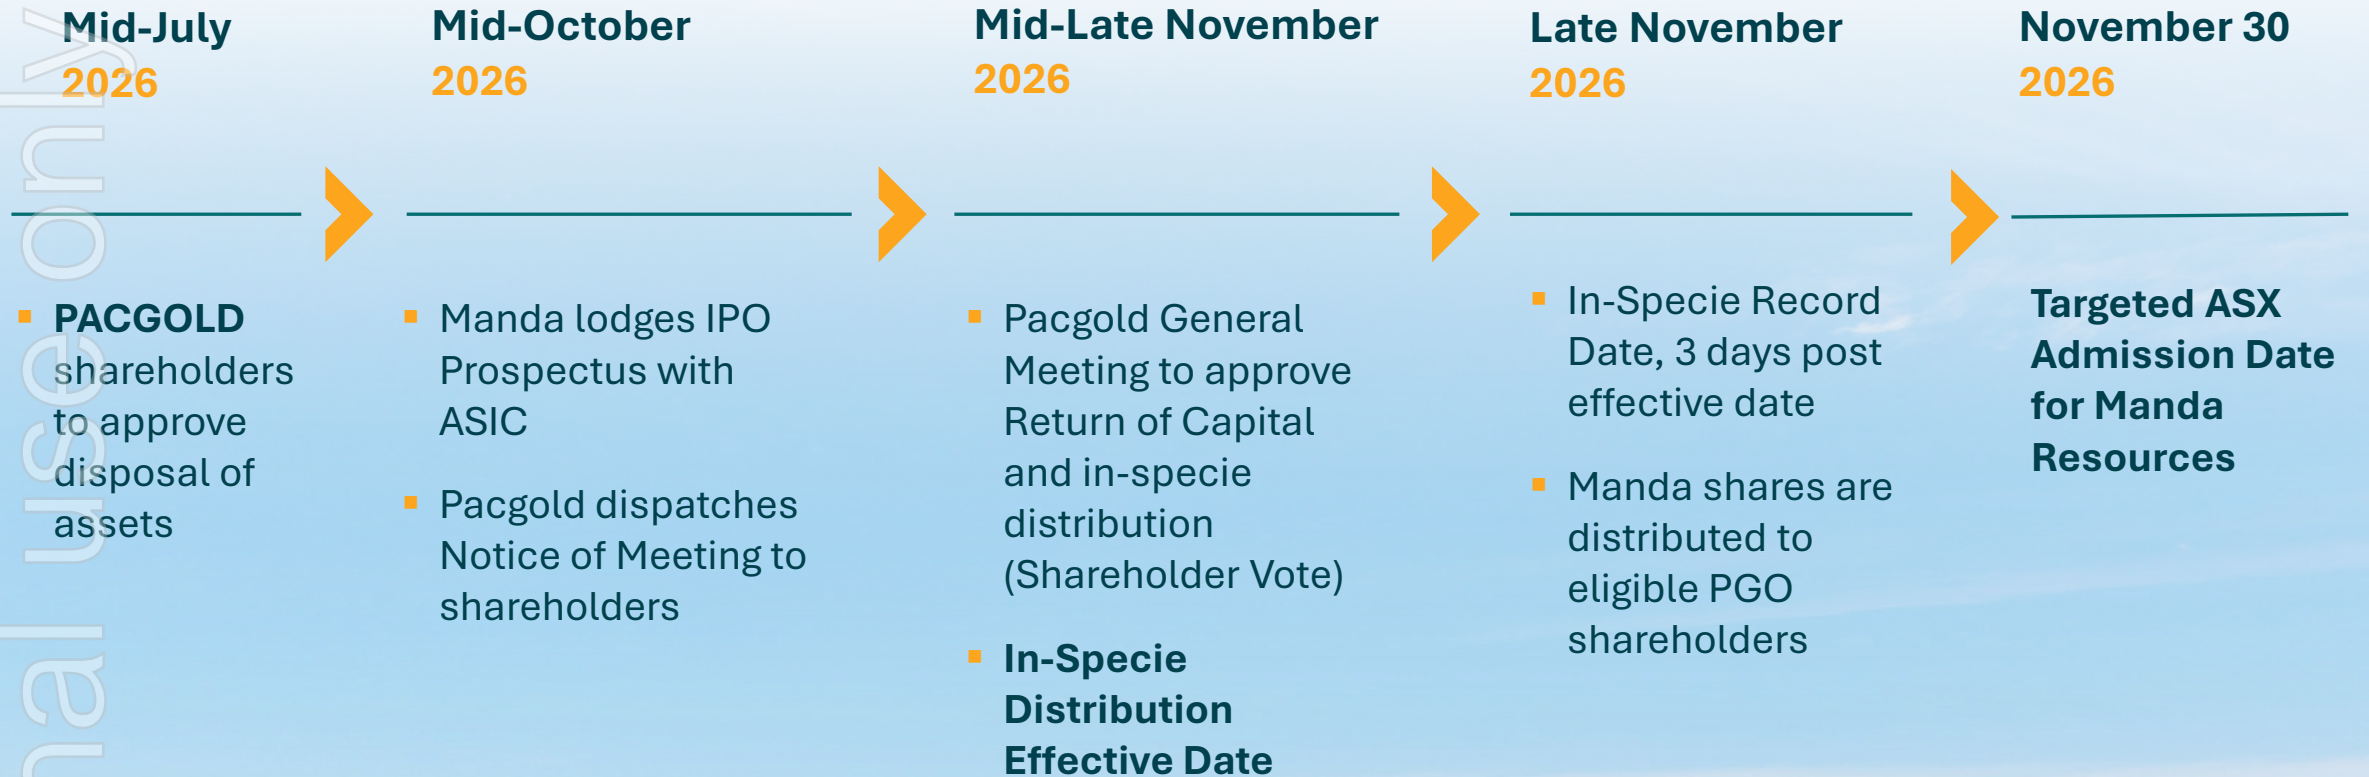 Mid-July
2026
PACGOLD
shareholders
to approve
disposal of
assets
Mid-October
2026
Manda lodges IPO
Prospectus with
ASIC
Pacgold dispatches
Notice of Meeting to
shareholders
Mid-Late November
2026
Pacgold General
Meeting to approve
Return of Capital
and in-specie
distribution
(Shareholder Vote)
In-Specie
Distribution
Effective Date
Late November
2026
In-Specie Record
Date, 3 days post
effective date
Manda shares are
distributed to
eligible PGO
shareholders
November 30
2026
Targeted ASX
Admission Date
for Manda
Resources
use only